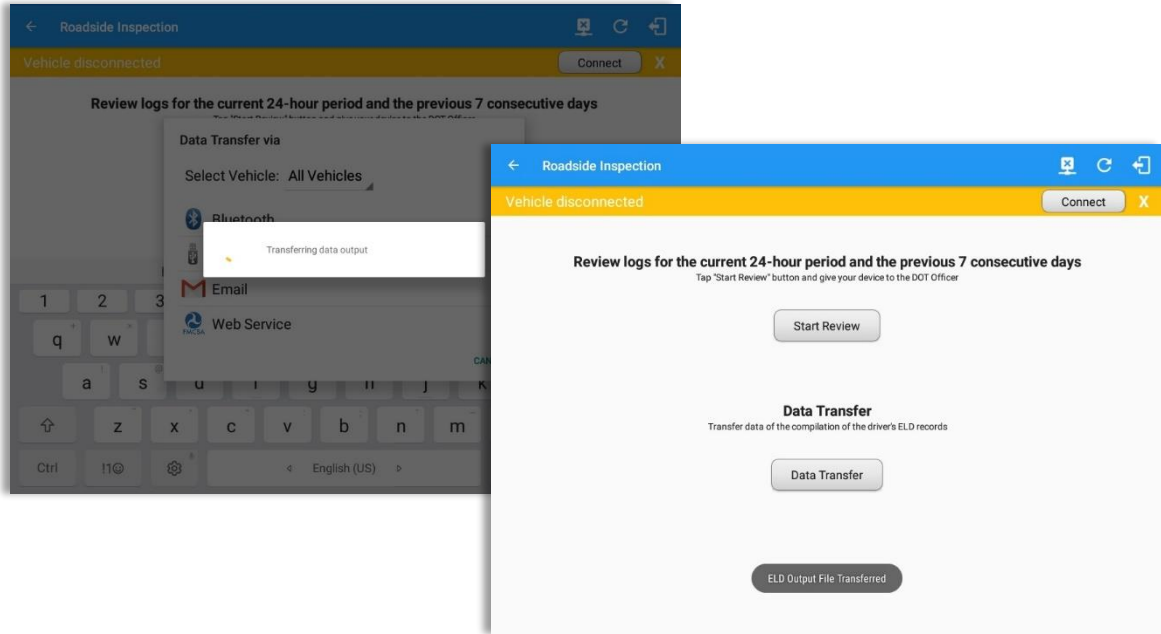 Roadside Inspection
Vehicle disconnected
Connect
X
Review logs for the current 24-hour period and the previous 7 consecutive days
Data Transfer via
Select Vehicle: All Vehicles
Bluetooth
Transferring data output
Email
FMCSA
Web Service
1 2 3
q w
a s d f g h j k
z x c v b n m
Ctrl !1☺ English (US)
Roadside Inspection
Vehicle disconnected
Connect
X
Review logs for the current 24-hour period and the previous 7 consecutive days
Tap "Start Review" button and give your device to the DOT Officer
Start Review
Data Transfer
Transfer data of the compilation of the driver's ELD records
Data Transfer
ELD Output File Transferred